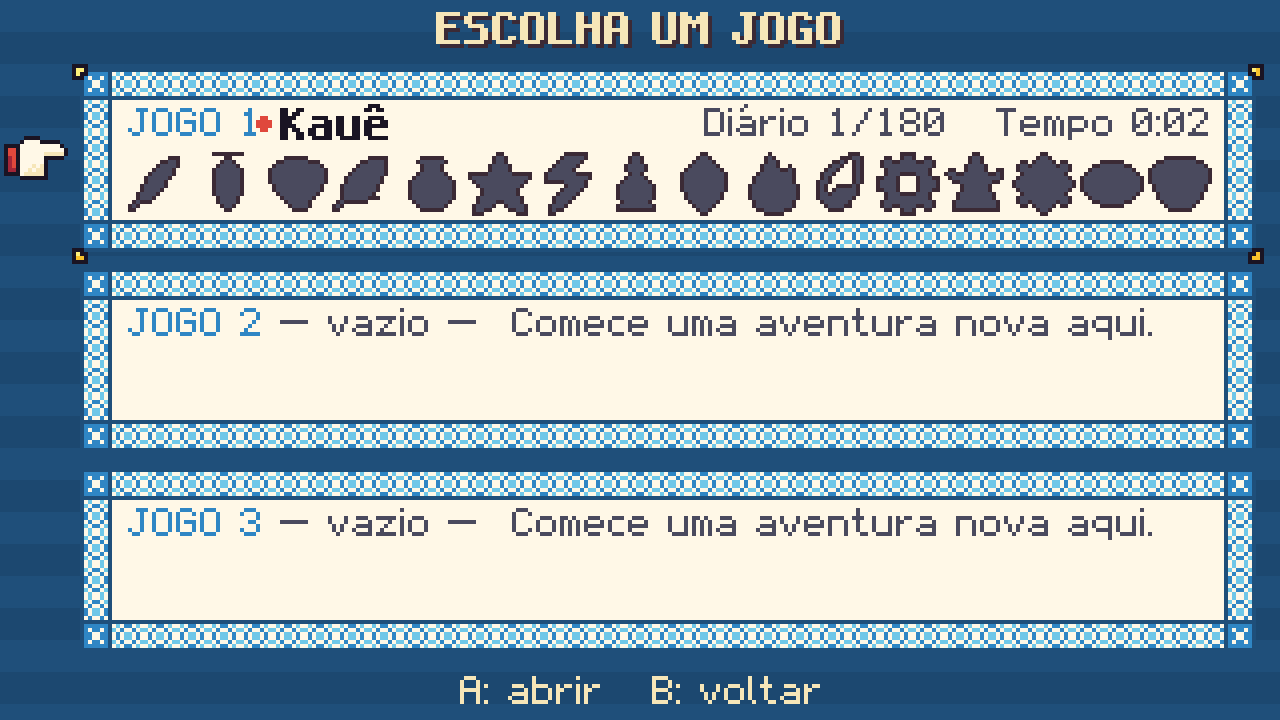 ESCOLHA UM JOGO
JOGO 1 Kauê Diário 1/180 Tempo 0:02
JOGO 2 — vazio — Comece uma aventura nova aqui.
JOGO 3 — vazio — Comece uma aventura nova aqui.
A: abrir B: voltar